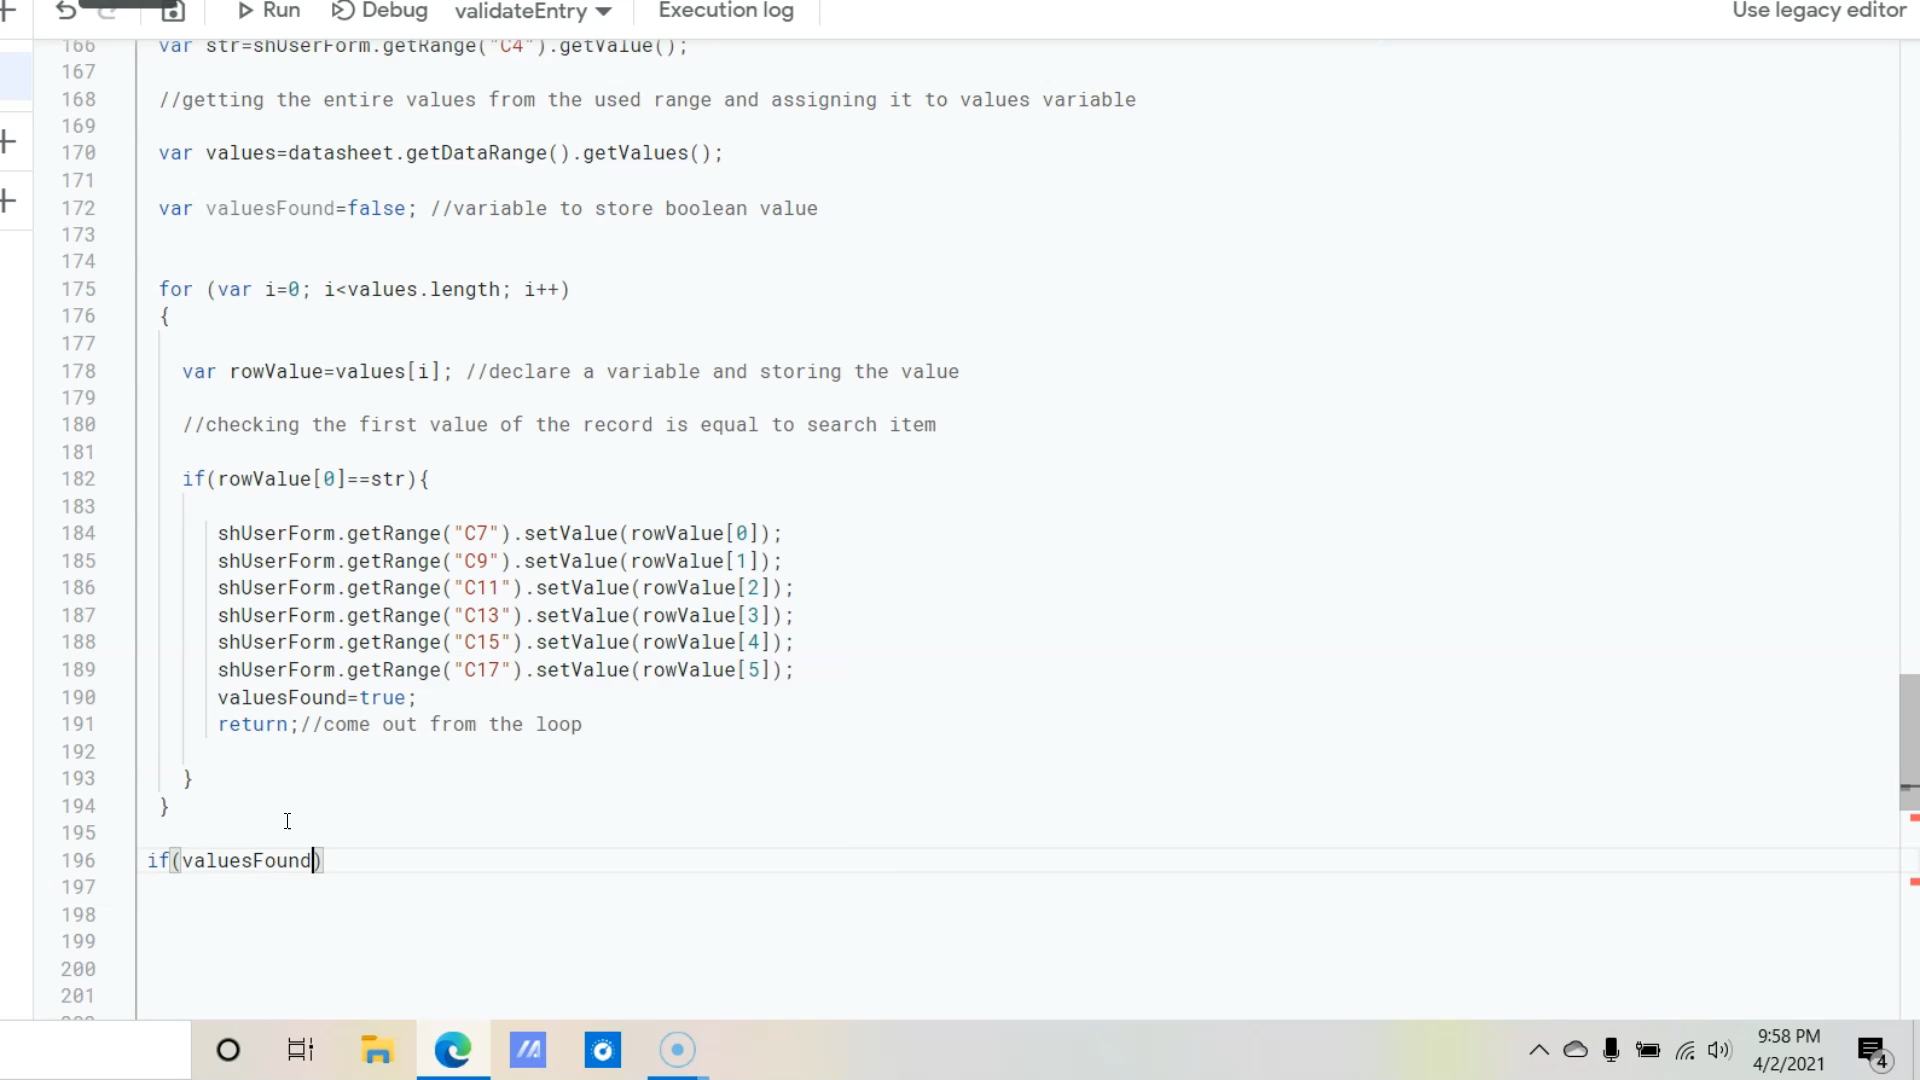 Run Debug validateEntry Execution log Use legacy editor
166 var str=shUserForm.getRange("C4").getValue();
167
168 //getting the entire values from the used range and assigning it to values variable
169
170 var values=datasheet.getDataRange().getValues();
171
172 var valuesFound=false; //variable to store boolean value
173
174
175 for (var i=0; i<values.length; i++)
176 {
177
178 var rowValue=values[i]; //declare a variable and storing the value
179
180 //checking the first value of the record is equal to search item
181
182 if(rowValue[0]==str){
183
184 shUserForm.getRange("C7").setValue(rowValue[0]);
185 shUserForm.getRange("C9").setValue(rowValue[1]);
186 shUserForm.getRange("C11").setValue(rowValue[2]);
187 shUserForm.getRange("C13").setValue(rowValue[3]);
188 shUserForm.getRange("C15").setValue(rowValue[4]);
189 shUserForm.getRange("C17").setValue(rowValue[5]);
190 valuesFound=true;
191 return;//come out from the loop
192
193 }
194 }
195
196 if(valuesFound)
197
198
199
200
201
9:58 PM
4/2/2021
4